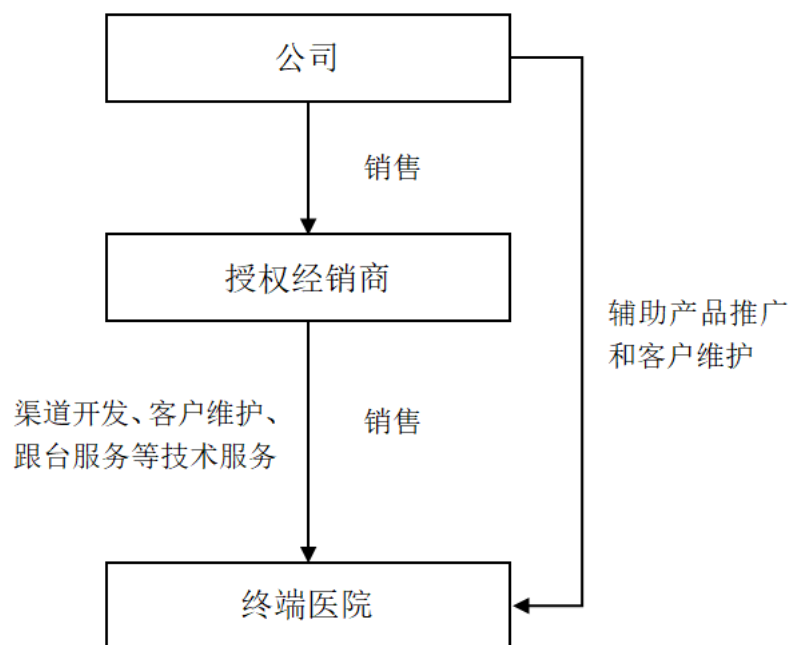 公司
销售
授权经销商
辅助产品推广
和客户维护
渠道开发、客户维护、
跟台服务等技术服务
销售
终端医院